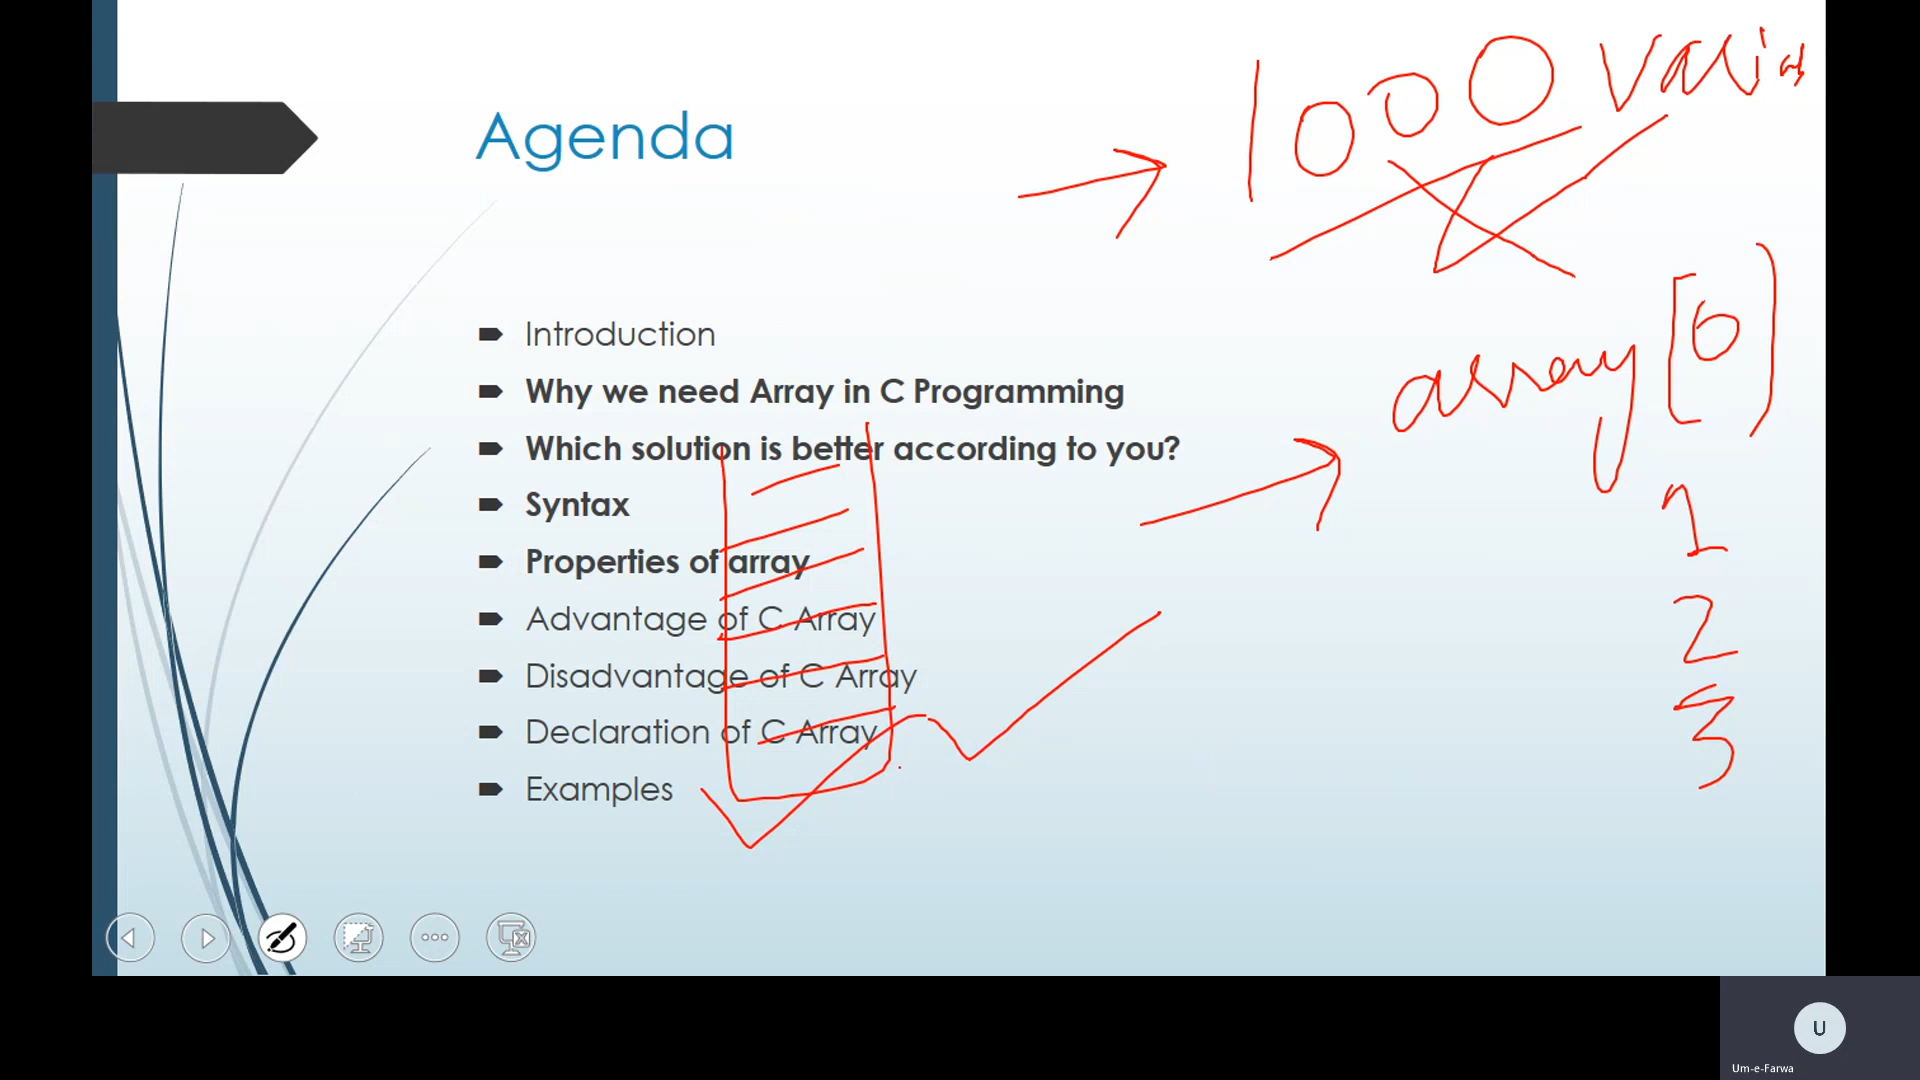 Agenda
1000
Introduction
Why we need Array in C Programming
array [0]
Which solution is better according to you?
Syntax
1
Properties of array
Advantage of C Array
2
Disadvantage of C Array
Declaration of C Array
3
Examples
U
Um-e-Farwa